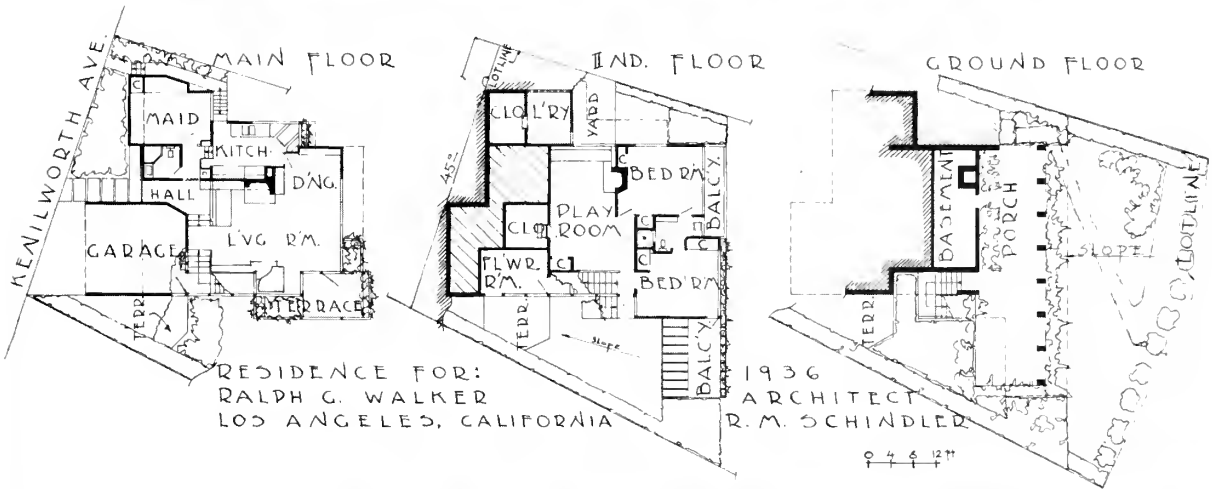 MAIN FLOOR
KENILWORTH AVE.
C
MAID
KITCH.
HALL
D'NG.
GARAGE
L'VG R'M.
TERR.
TERRACE
IIND. FLOOR
LOTLINE
45°
CLO
L'RY
YARD
C
BED R'M.
BALC'Y.
PLAY
ROOM
CLO
C
C
C
FL'WR.
R'M.
C
BED R'M
TERR.
slope
BALC'Y.
GROUND FLOOR
BASEMENT
PORCH
SLOPE
LOTLINE
TERR.
RESIDENCE FOR:
RALPH G. WALKER
LOS ANGELES, CALIFORNIA
1936
ARCHITECT
R.M. SCHINDLER
0 4 8 12 ft